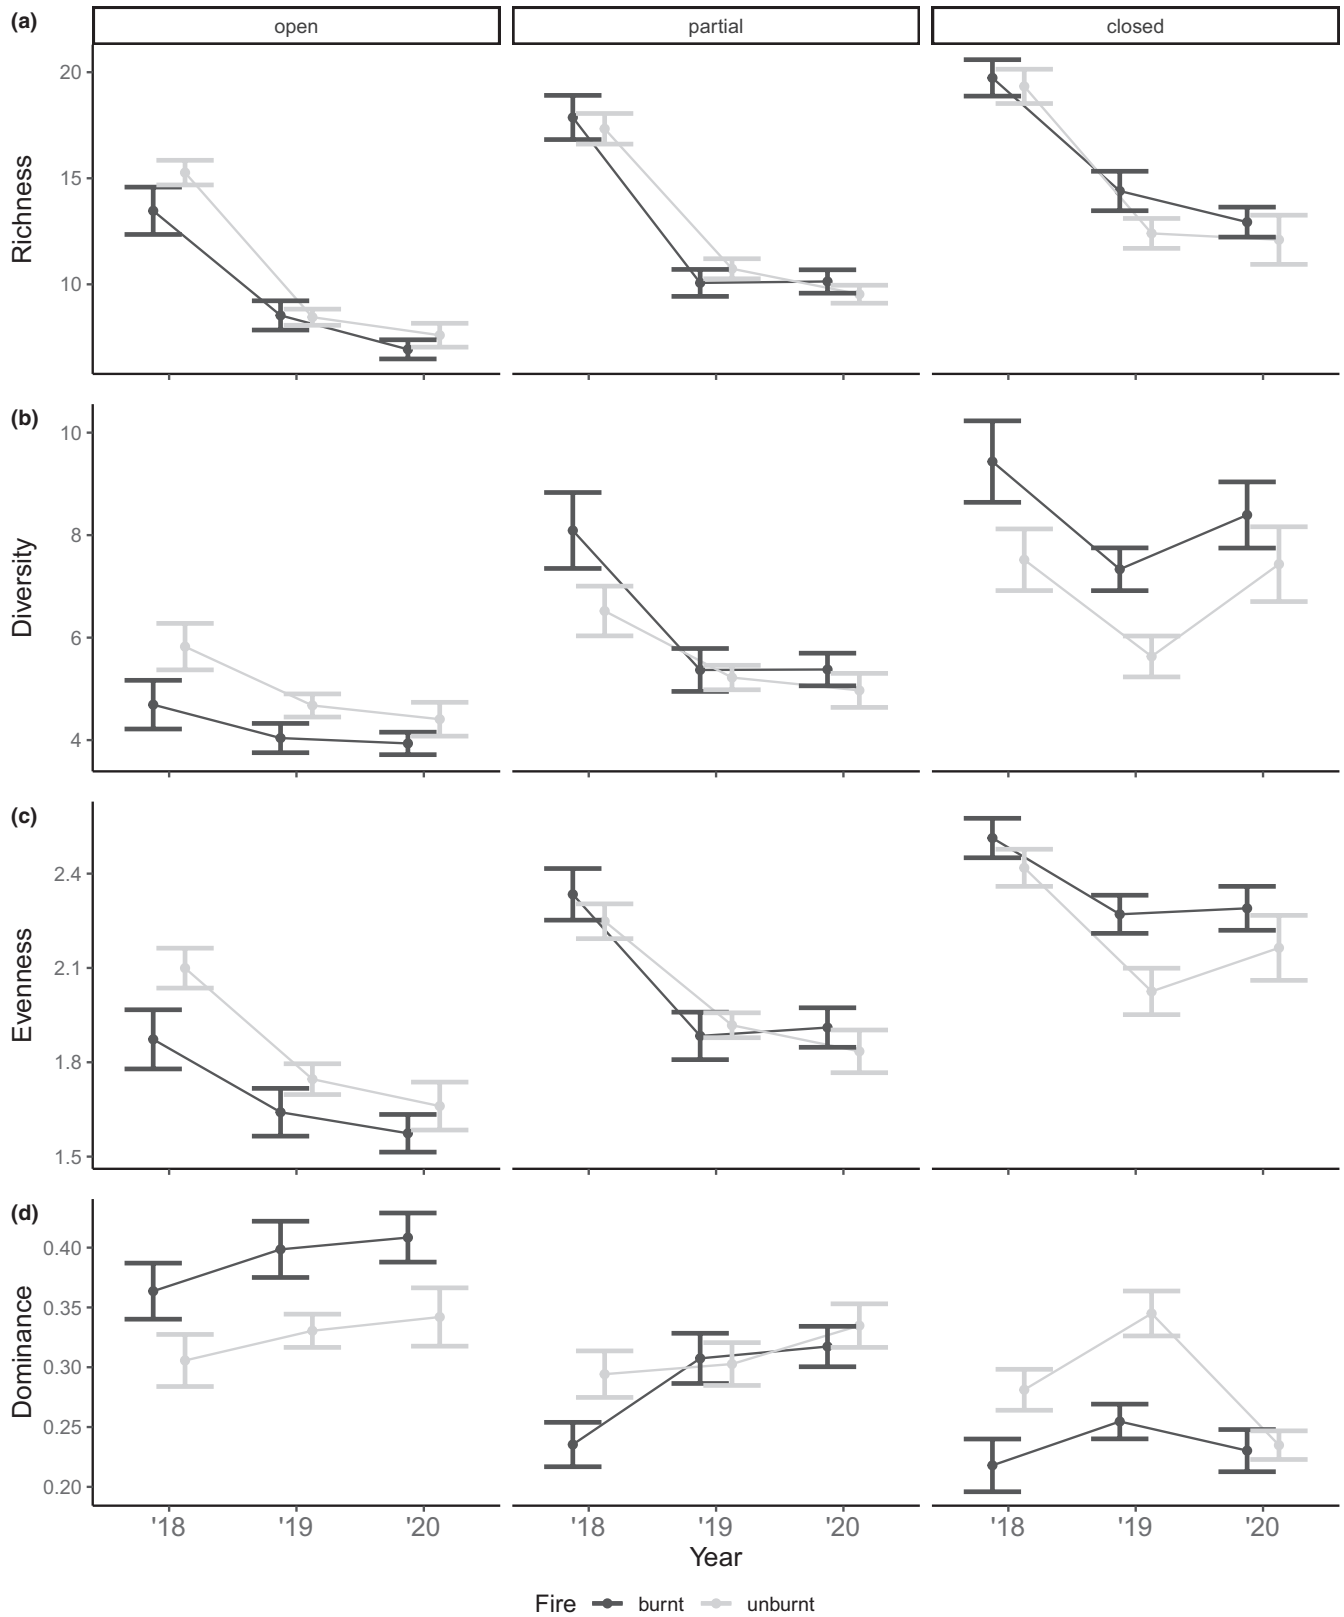 (a)
open
partial
closed
Richness
20
15
10
(b)
Diversity
10
8
6
4
(c)
Evenness
2.4
2.1
1.8
1.5
(d)
Dominance
0.40
0.35
0.30
0.25
0.20
'18 '19 '20 '18 '19 '20 '18 '19 '20
Year
Fire burnt unburnt